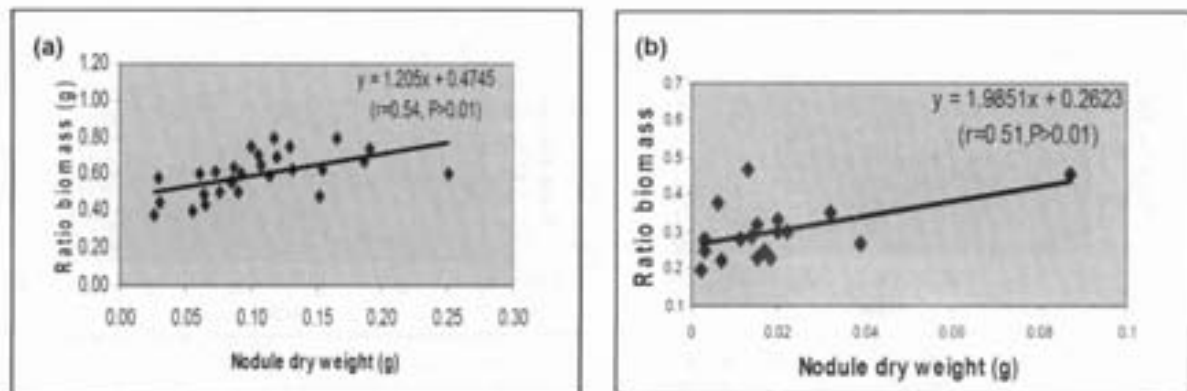 (a)
1.20
1.00
0.80
0.60
0.40
0.20
0.00
Ratio biomass (g)
y = 1.205x + 0.4745
(r=0.54, P>0.01)
0.00 0.05 0.10 0.15 0.20 0.25 0.30
Nodule dry weight (g)
(b)
0.7
0.6
0.5
0.4
0.3
0.2
0.1
Ratio biomass
y = 1.9851x + 0.2623
(r=0.51,P>0.01)
0 0.02 0.04 0.06 0.08 0.1
Nodule dry weight (g)